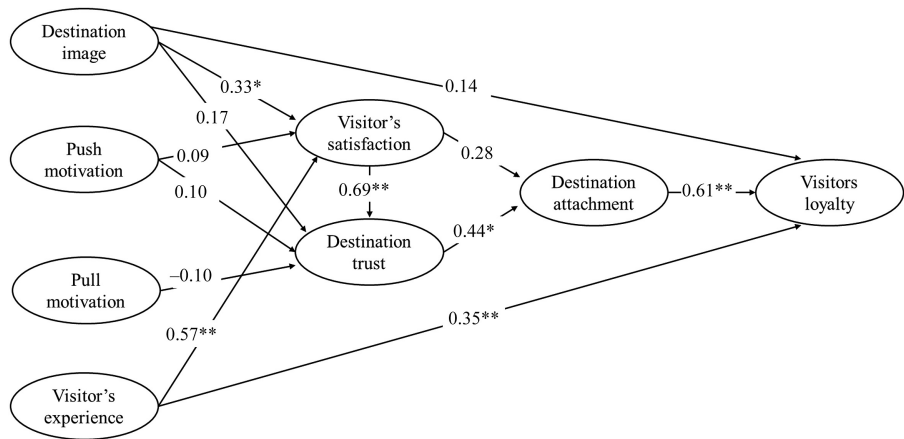 Destination
image
0.14
0.33*
0.17
Visitor's
satisfaction
Push
motivation
0.09
0.28
0.10
0.69**
Destination
attachment
0.61**
Visitors
loyalty
Destination
trust
0.44*
Pull
motivation
–0.10
0.57**
0.35**
Visitor's
experience